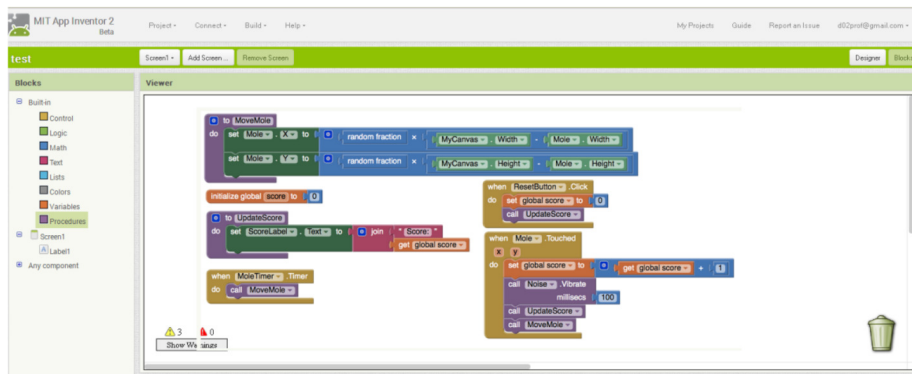 MIT App Inventor 2
Beta
Project Connect Build Help My Projects Guide Report an Issue d02prof@gmail.com
test Screen1 Add Screen ... Remove Screen Designer Blocks
Blocks Viewer
Built-in
Control
Logic
Math
Text
Lists
Colors
Variables
Procedures
Screen1
Label1
Any component
to MoveMole
do set Mole . X to random fraction × MyCanvas . Width - Mole . Width
set Mole . Y to random fraction × MyCanvas . Height - Mole . Height
initialize global score to 0
to UpdateScore
do set ScoreLabel . Text to join " Score: "
get global score
when MoleTimer .Timer
do call MoveMole
when ResetButton .Click
do set global score to 0
call UpdateScore
when Mole .Touched
x y
do set global score to get global score + 1
call Noise .Vibrate
millisecs 100
call UpdateScore
call MoveMole
3 0
Show Warnings